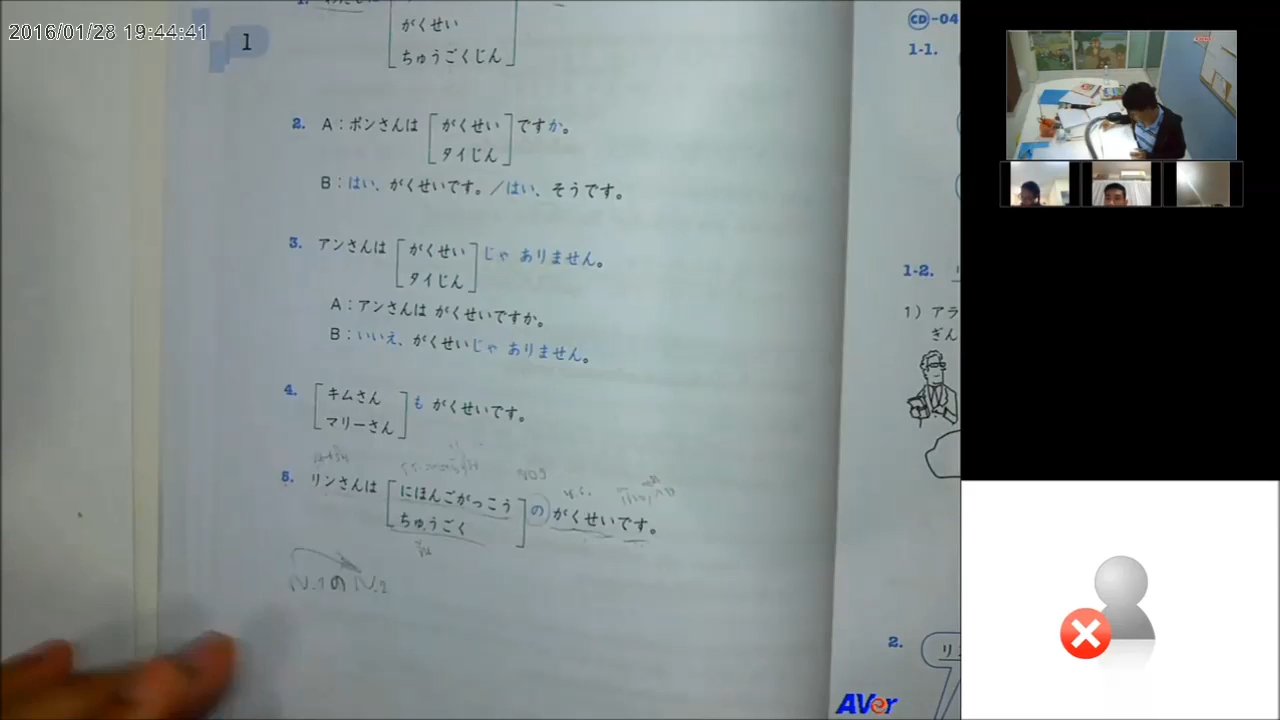 2016/01/28 19:44:41
1
がくせい
ちゅうごくじん
2. A：ポンさんは [がくせい タイじん] ですか。
B：はい、がくせいです。／はい、そうです。
3. アンさんは [がくせい タイじん] じゃ ありません。
A：アンさんは がくせいですか。
B：いいえ、がくせいじゃ ありません。
4. [キムさん マリーさん] も がくせいです。
5. リンさんは [にほんごがっこう ちゅうごく] の がくせいです。
N.1 の N.2
CD-04
1-1.
1-2.
1) アラ
ぎん
2.
リ
AVer